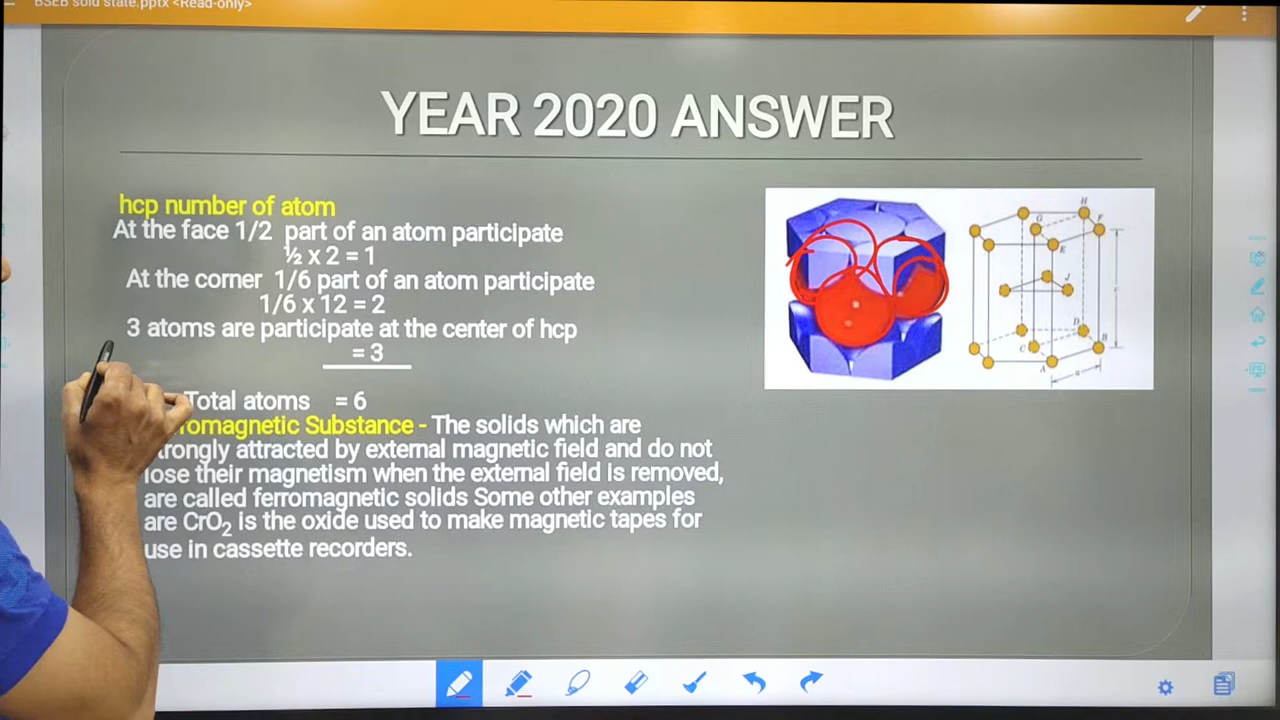 BSEB solid state.pptx <Read-only>
YEAR 2020 ANSWER
hcp number of atom
At the face 1/2 part of an atom participate
½ x 2 = 1
At the corner 1/6 part of an atom participate
1/6 x 12 = 2
3 atoms are participate at the center of hcp
= 3
Total atoms = 6
romagnetic Substance - The solids which are
trongly attracted by external magnetic field and do not
lose their magnetism when the external field is removed,
are called ferromagnetic solids Some other examples
are CrO2 is the oxide used to make magnetic tapes for
use in cassette recorders.
H
G
F
E
J
c
D
B
C
A
a